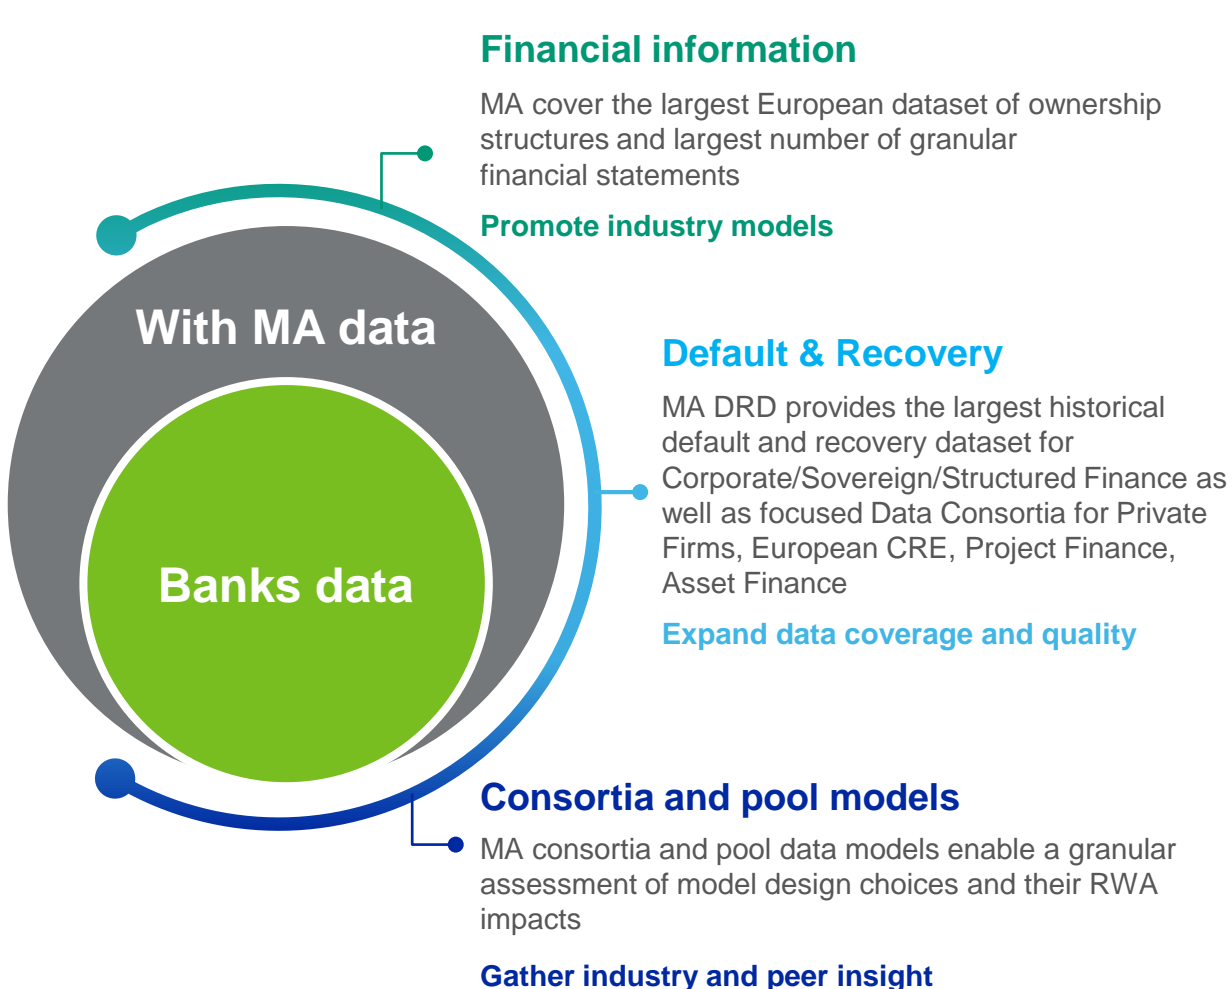 Financial information
MA cover the largest European dataset of ownership
structures and largest number of granular
financial statements
Promote industry models
With MA data
Default & Recovery
MA DRD provides the largest historical
default and recovery dataset for
Corporate/Sovereign/Structured Finance as
well as focused Data Consortia for Private
Firms, European CRE, Project Finance,
Asset Finance
Banks data
Expand data coverage and quality
Consortia and pool models
MA consortia and pool data models enable a granular
assessment of model design choices and their RWA
impacts
Gather industry and peer insight